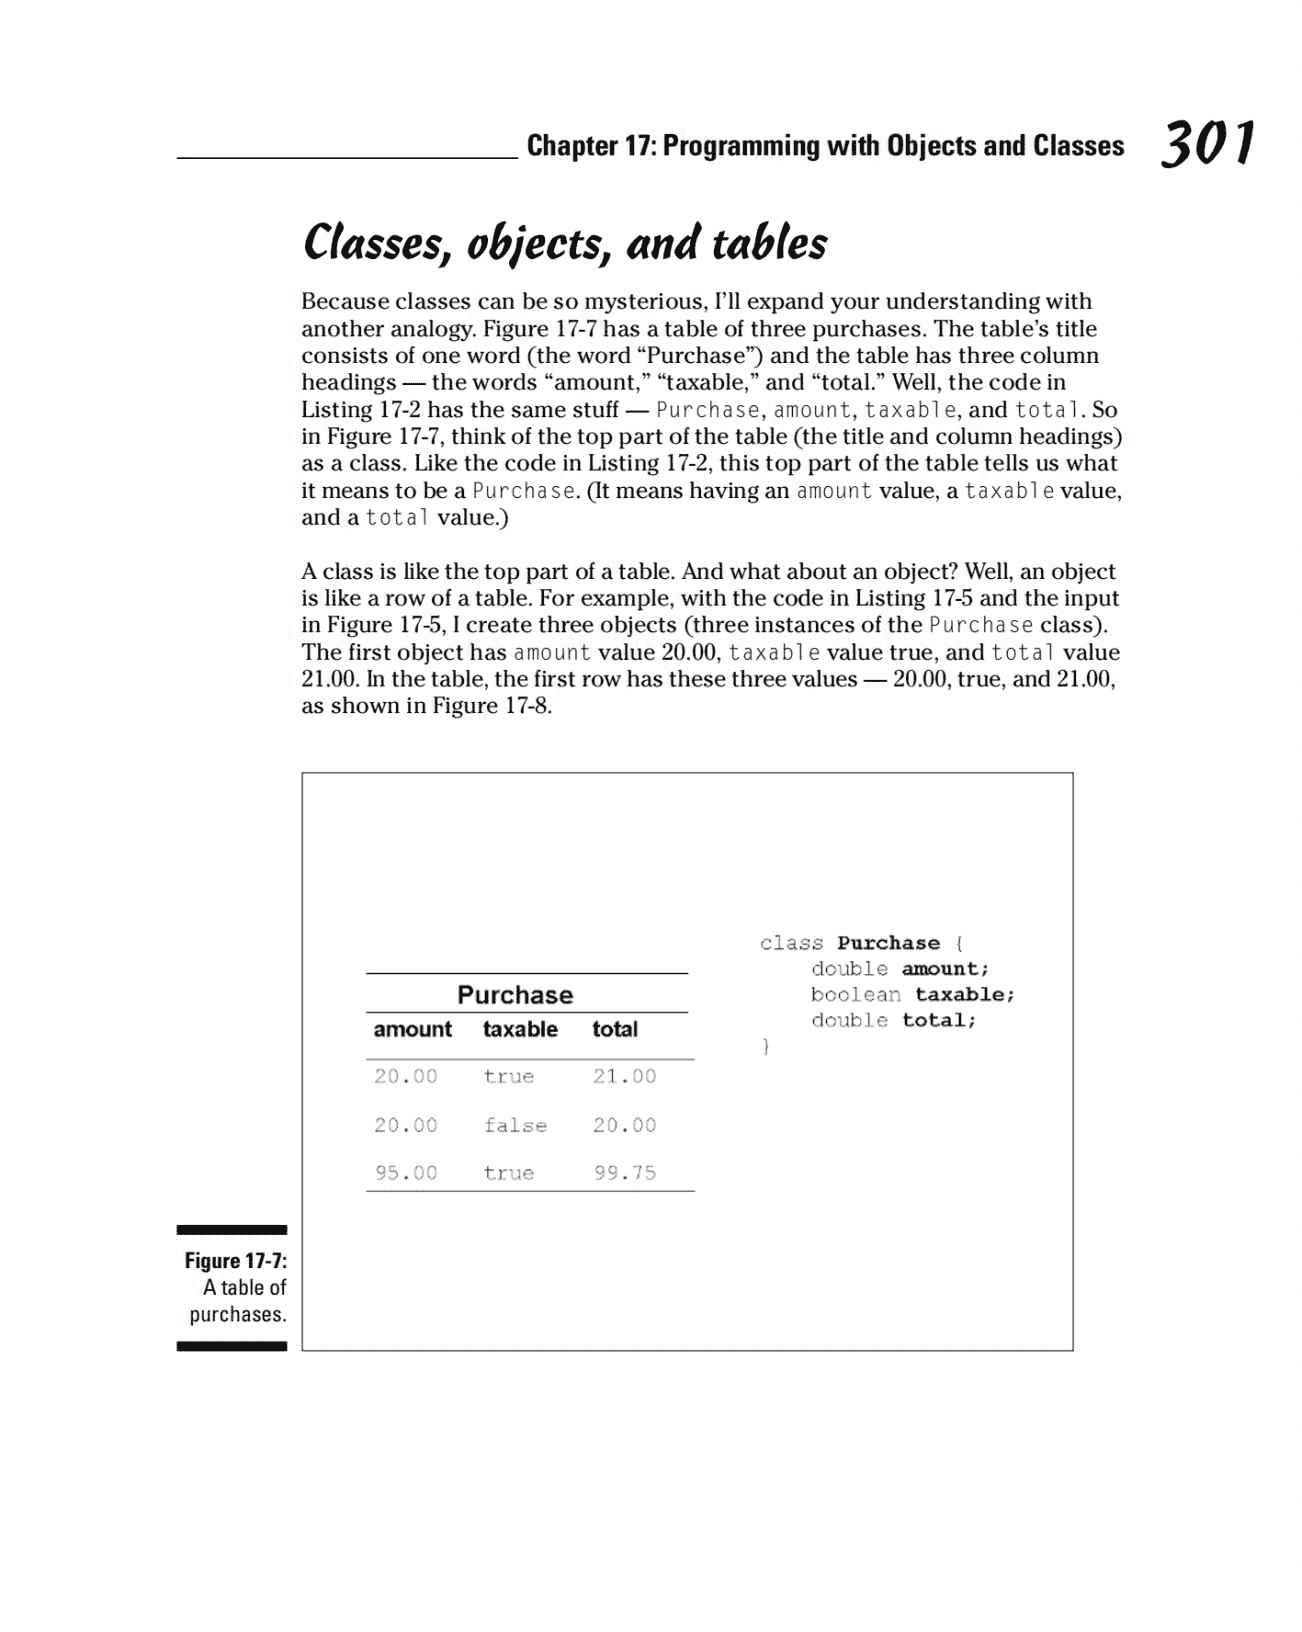 Chapter 17: Programming with Objects and Classes 301
Classes, objects, and tables
Because classes can be so mysterious, I’ll expand your understanding with
another analogy. Figure 17-7 has a table of three purchases. The table’s title
consists of one word (the word “Purchase”) and the table has three column
headings — the words “amount,” “taxable,” and “total.” Well, the code in
Listing 17-2 has the same stuff — Purchase, amount, taxable, and total. So
in Figure 17-7, think of the top part of the table (the title and column headings)
as a class. Like the code in Listing 17-2, this top part of the table tells us what
it means to be a Purchase. (It means having an amount value, a taxable value,
and a total value.)
A class is like the top part of a table. And what about an object? Well, an object
is like a row of a table. For example, with the code in Listing 17-5 and the input
in Figure 17-5, I create three objects (three instances of the Purchase class).
The first object has amount value 20.00, taxable value true, and total value
21.00. In the table, the first row has these three values — 20.00, true, and 21.00,
as shown in Figure 17-8.
Purchase
amount taxable total
20.00 true 21.00
20.00 false 20.00
95.00 true 99.75
class Purchase {
double amount;
boolean taxable;
double total;
}
Figure 17-7:
A table of
purchases.